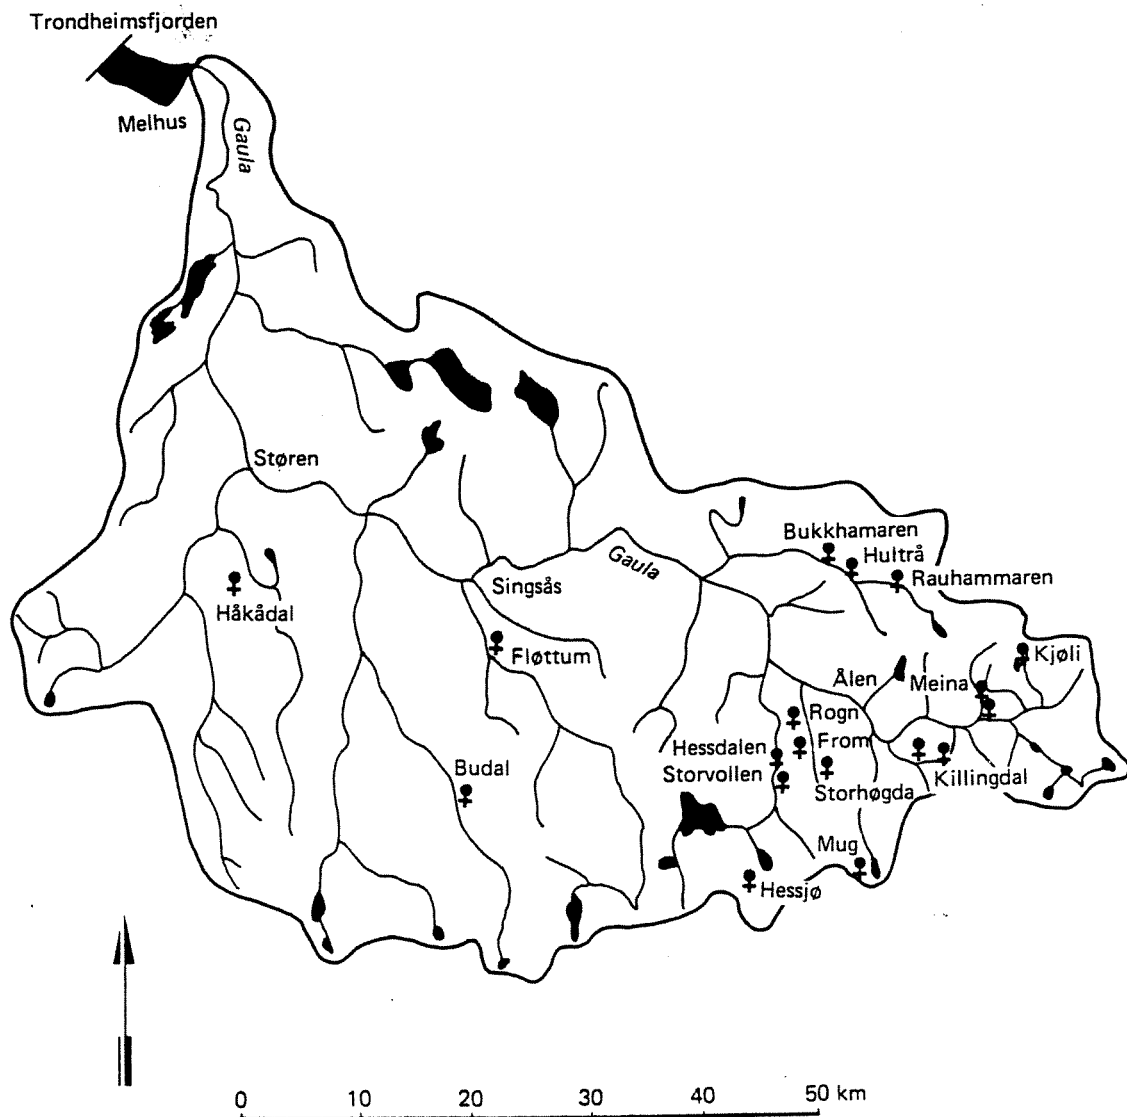 Trondheimsfjorden
Melhus
Gaula
Støren
Bukkhamaren
Hultrå
Gaula
Rauhammaren
Singsås
Håkådal
Fløttum
Kjøli
Ålen
Meina
Rogn
Hessdalen
From
Storvollen
Killingdal
Budal
Storhøgda
Mug
Hessjø
0 10 20 30 40 50 km